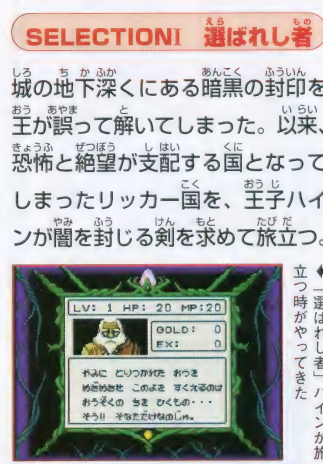 SELECTIONI 選ばれし者
城の地下深くにある暗黒の封印を
王が誤って解いてしまった。以来、
恐怖と絶望が支配する国となって
しまったリッカー国を、王子ハイ
ンが闇を封じる剣を求めて旅立つ。
LV: 1 HP: 20 MP:20
GOLD: 0
EX: 0
やみに とりつかれた おうを
めざめさせ このよを すくえるのは
おうぞくの ちを ひくもの・・・
そう!! そなただけなのじゃ。
「選ばれし者」ハインが旅
立つ時がやってきた